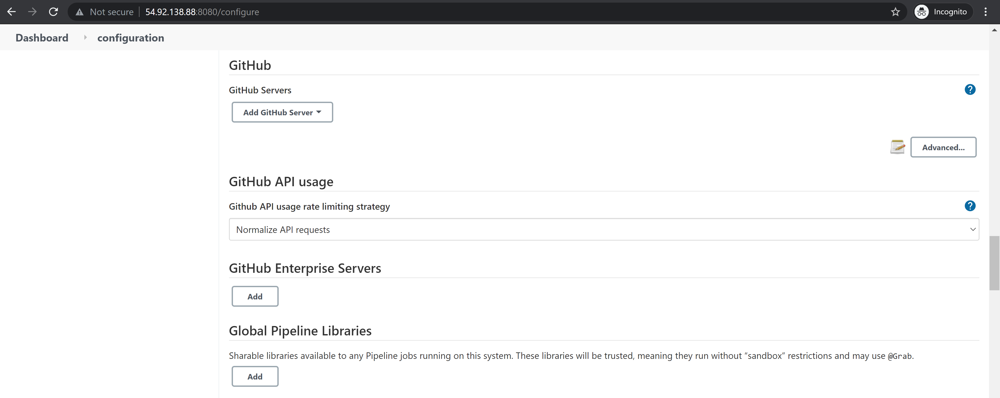 Not secure 54.92.138.88:8080/configure Incognito
Dashboard configuration
GitHub
GitHub Servers ?
Add GitHub Server
Advanced...
GitHub API usage
Github API usage rate limiting strategy ?
Normalize API requests
GitHub Enterprise Servers
Add
Global Pipeline Libraries
Sharable libraries available to any Pipeline jobs running on this system. These libraries will be trusted, meaning they run without “sandbox” restrictions and may use @Grab.
Add